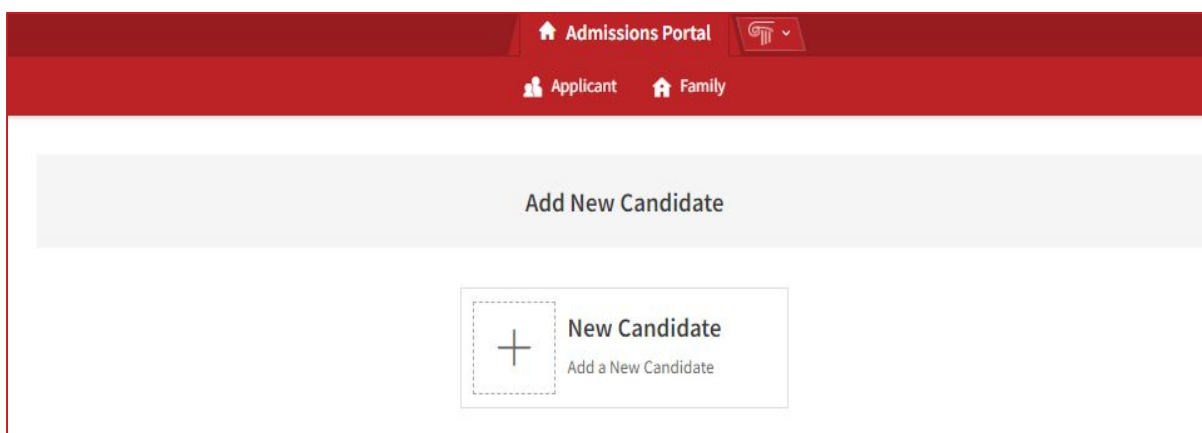 Admissions Portal
Applicant Family
Add New Candidate
New Candidate
Add a New Candidate